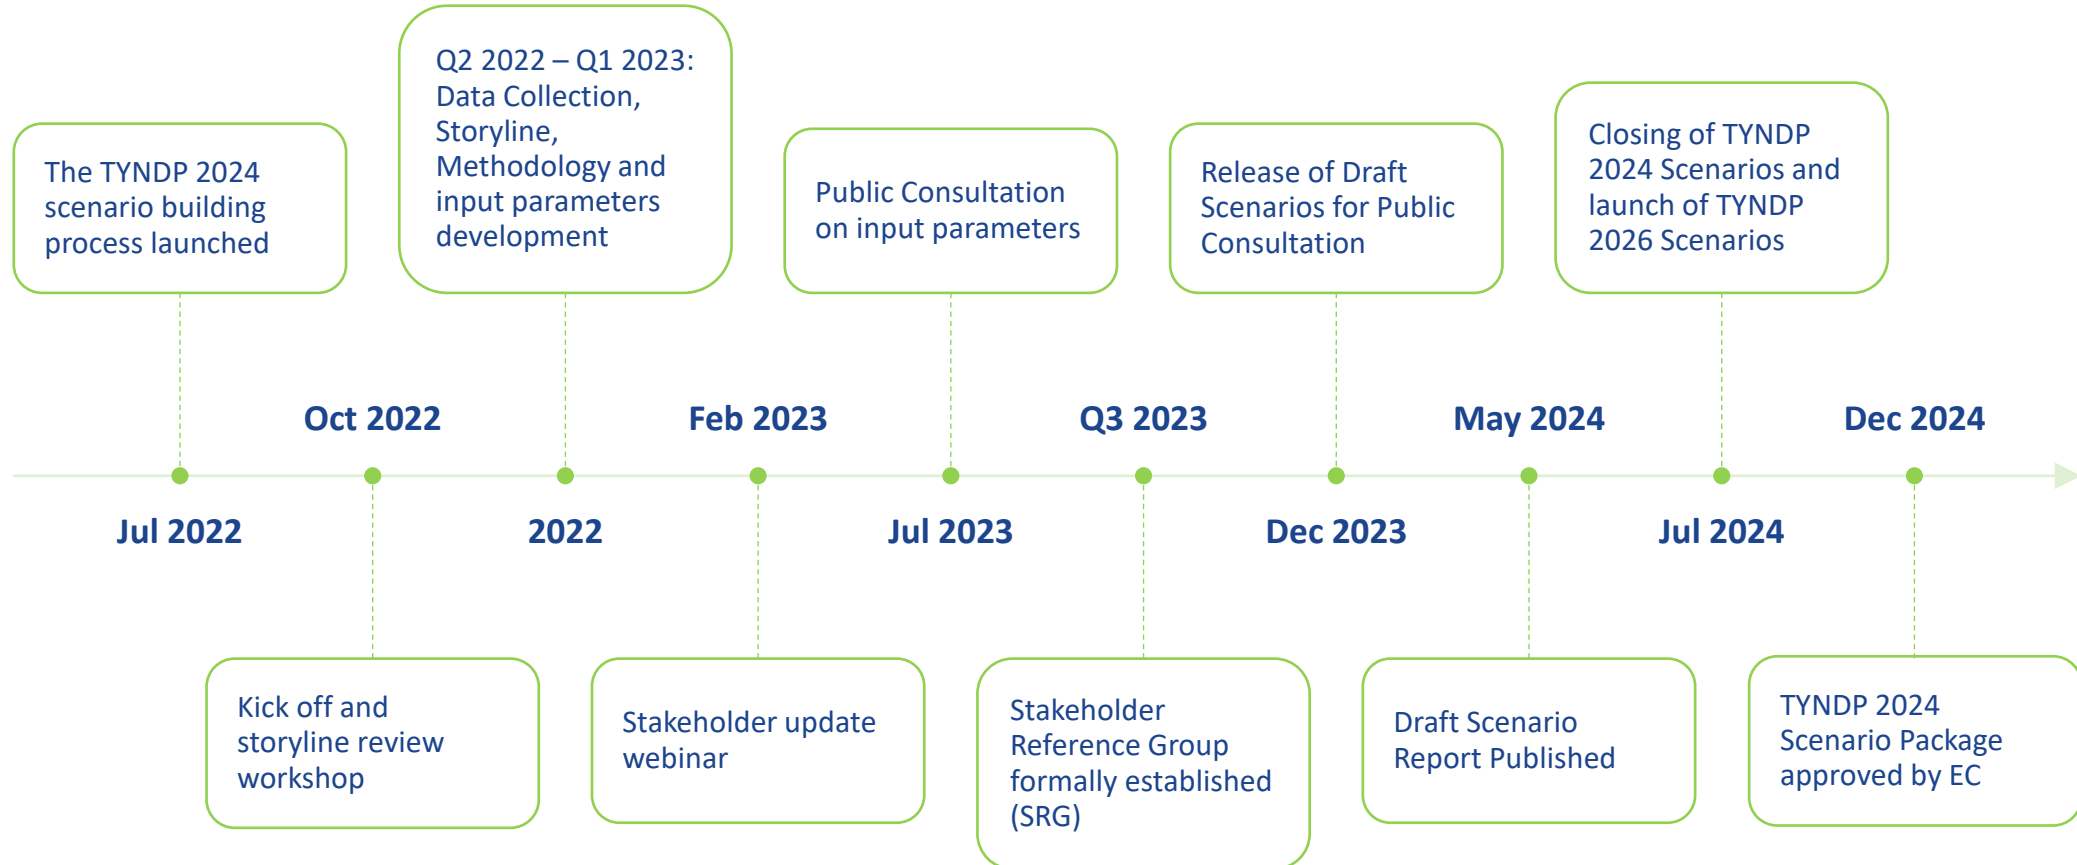 The TYNDP 2024
scenario building
process launched
Q2 2022 – Q1 2023:
Data Collection,
Storyline,
Methodology and
input parameters
development
Public Consultation
on input parameters
Release of Draft
Scenarios for Public
Consultation
Closing of TYNDP
2024 Scenarios and
launch of TYNDP
2026 Scenarios
Oct 2022
Feb 2023
Q3 2023
May 2024
Dec 2024
Jul 2022
2022
Jul 2023
Dec 2023
Jul 2024
Kick off and
storyline review
workshop
Stakeholder update
webinar
Stakeholder
Reference Group
formally established
(SRG)
Draft Scenario
Report Published
TYNDP 2024
Scenario Package
approved by EC